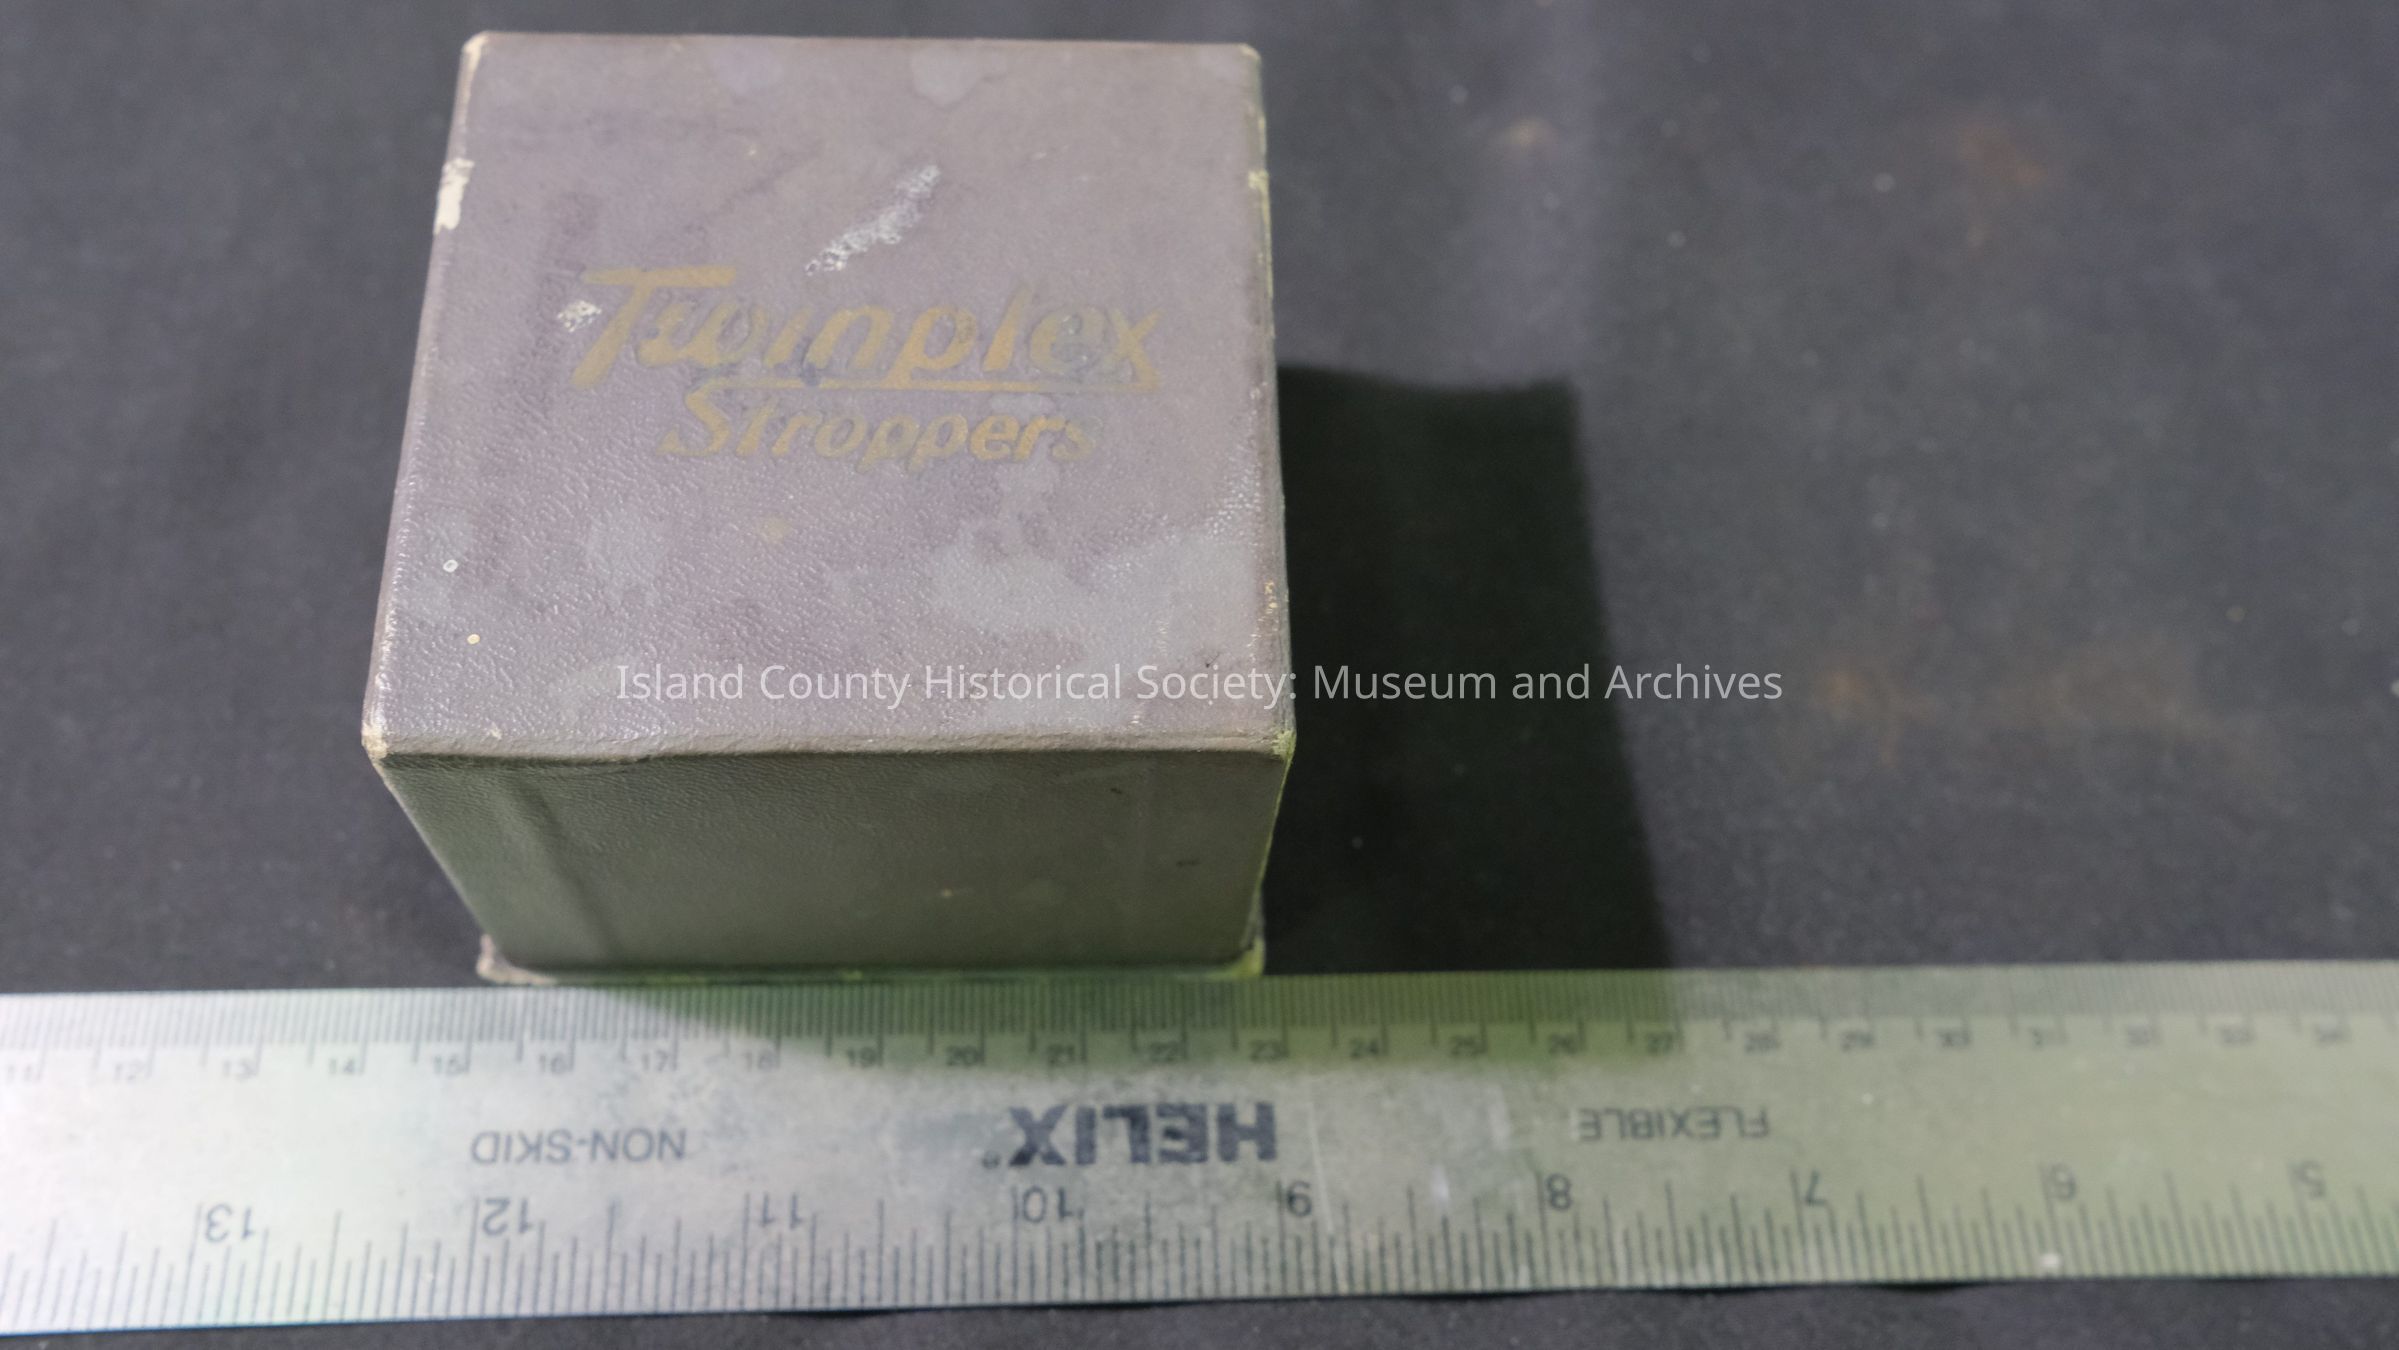 Twinplex
Stroppers
Island County Historical Society: Museum and Archives
11 12 13 14 15 16 17 18 19 20 21 22 23 24 25 26 27 28 29 30 31 32 33 34
NON-SKID HELIX® FLEXIBLE
13 12 11 10 9 8 7 6 5